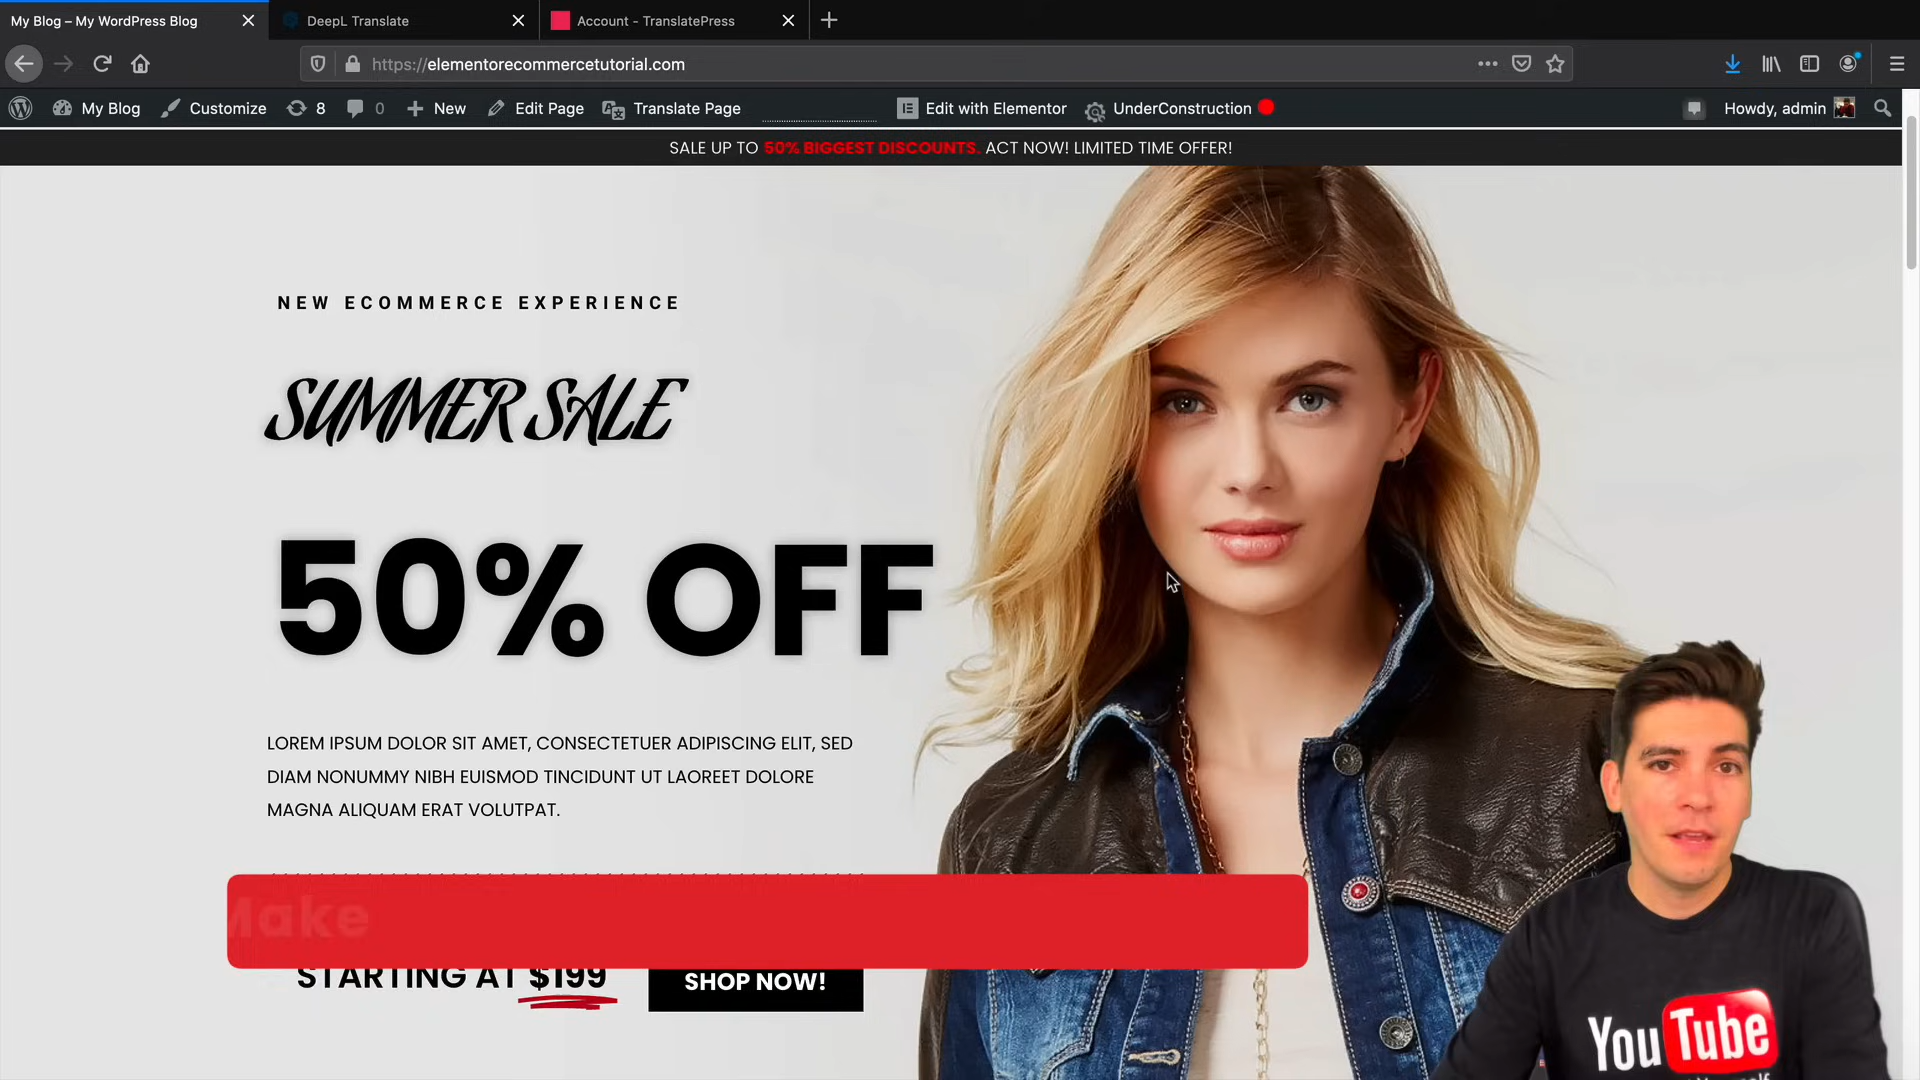 My Blog – My WordPress Blog
DeepL Translate
Account - TranslatePress
https://elementorecommercetutorial.com
My Blog
Customize
8
0
New
Edit Page
Translate Page
Edit with Elementor
UnderConstruction
Howdy, admin
SALE UP TO 50% BIGGEST DISCOUNTS. ACT NOW! LIMITED TIME OFFER!
NEW ECOMMERCE EXPERIENCE
SUMMER SALE
50% OFF
LOREM IPSUM DOLOR SIT AMET, CONSECTETUER ADIPISCING ELIT, SED
DIAM NONUMMY NIBH EUISMOD TINCIDUNT UT LAOREET DOLORE
MAGNA ALIQUAM ERAT VOLUTPAT.
Make
STARTING AT $199
SHOP NOW!
YouTube